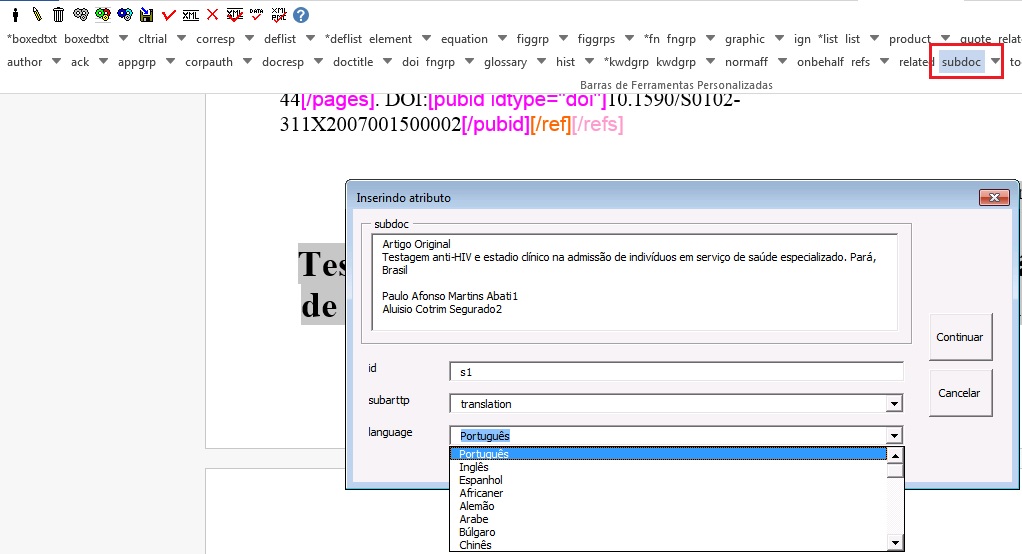 DATA
XML
XML
XML
PMC
?
*boxedtxt boxedtxt cltrial corresp deflist *deflist element equation figgrp figgrps *fn fngrp graphic ign *list list product quote relate
author ack appgrp corpauth docresp doctitle doi fngrp glossary hist *kwdgrp kwdgrp normaff onbehalf refs related subdoc to
Barras de Ferramentas Personalizadas
44[/pages]. DOI:[pubid idtype="doi"]10.1590/S0102-
311X2007001500002[/pubid][/ref][/refs]
Inserindo atributo
Tes
de
subdoc
Artigo Original
Testagem anti-HIV e estadio clínico na admissão de indivíduos em serviço de saúde especializado. Pará,
Brasil
Paulo Afonso Martins Abati1
Aluisio Cotrim Segurado2
Continuar
Cancelar
id s1
subarttp translation
language Português
Português
Inglês
Espanhol
Africaner
Alemão
Arabe
Búlgaro
Chinês